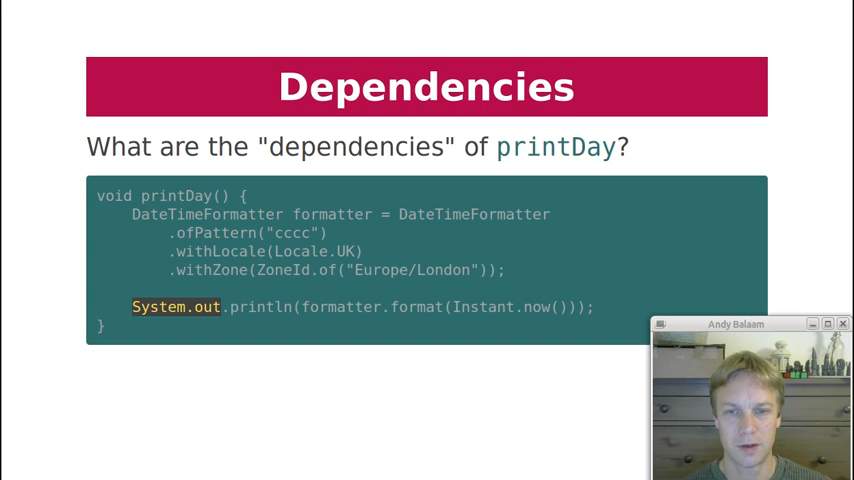 Dependencies
What are the "dependencies" of printDay?
void printDay() {
    DateTimeFormatter formatter = DateTimeFormatter
        .ofPattern("cccc")
        .withLocale(Locale.UK)
        .withZone(ZoneId.of("Europe/London"));
    System.out.println(formatter.format(Instant.now()));
}
Andy Balaam